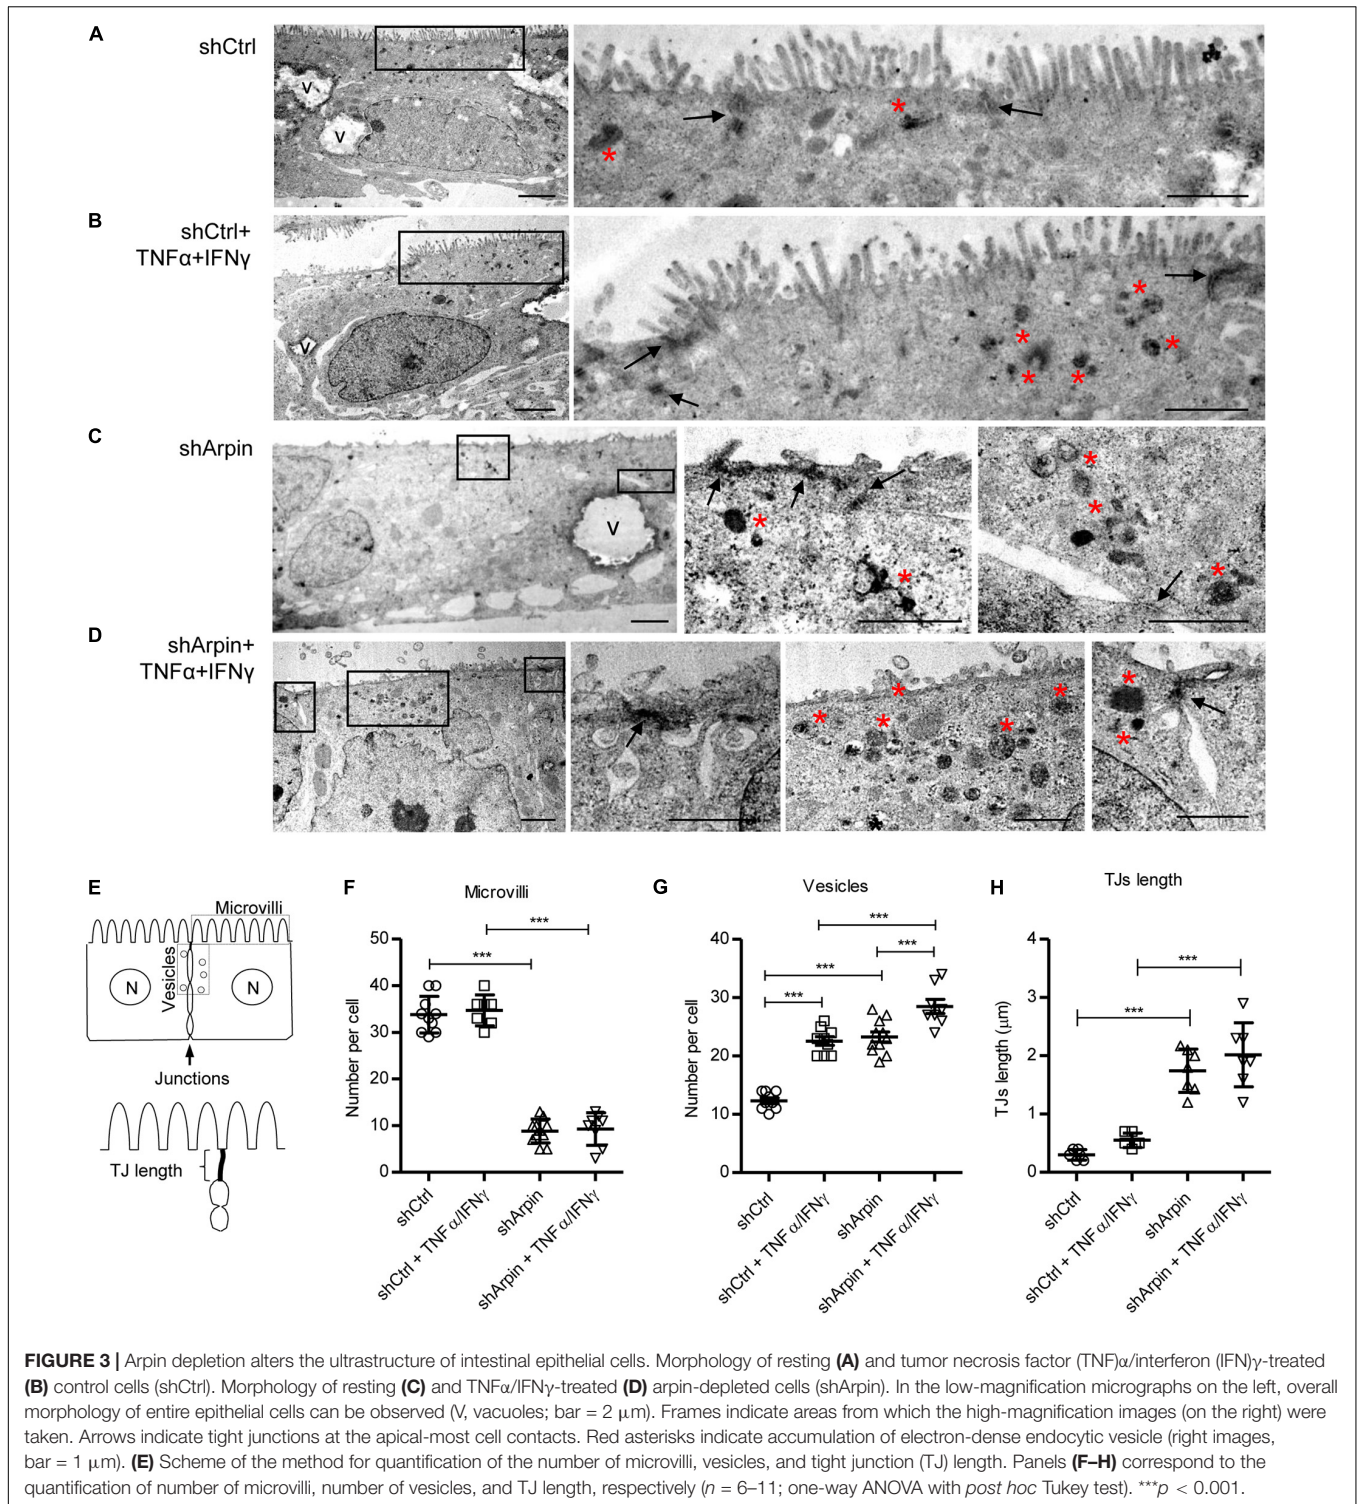 A
shCtrl
V
V
*
*
B
shCtrl+
TNFα+IFNγ
V
*
*
*
*
*
C
shArpin
V
*
*
*
*
*
D
shArpin+
TNFα+IFNγ
*
*
*
*
*
*
*
E
Microvilli
Vesicles
N
N
Junctions
TJ length
F
Microvilli
***
***
50
40
30
20
10
0
Number per cell
shCtrl
shCtrl + TNFα/IFNγ
shArpin
shArpin + TNFα/IFNγ
G
Vesicles
***
***
***
***
40
30
20
10
0
Number per cell
shCtrl
shCtrl + TNFα/IFNγ
shArpin
shArpin + TNFα/IFNγ
H
TJs length
***
***
4
3
2
1
0
TJs length (μm)
shCtrl
shCtrl + TNFα/IFNγ
shArpin
shArpin + TNFα/IFNγ
FIGURE 3 | Arpin depletion alters the ultrastructure of intestinal epithelial cells. Morphology of resting (A) and tumor necrosis factor (TNF)α/interferon (IFN)γ-treated
(B) control cells (shCtrl). Morphology of resting (C) and TNFα/IFNγ-treated (D) arpin-depleted cells (shArpin). In the low-magnification micrographs on the left, overall
morphology of entire epithelial cells can be observed (V, vacuoles; bar = 2 μm). Frames indicate areas from which the high-magnification images (on the right) were
taken. Arrows indicate tight junctions at the apical-most cell contacts. Red asterisks indicate accumulation of electron-dense endocytic vesicle (right images,
bar = 1 μm). (E) Scheme of the method for quantification of the number of microvilli, vesicles, and tight junction (TJ) length. Panels (F–H) correspond to the
quantification of number of microvilli, number of vesicles, and TJ length, respectively (n = 6–11; one-way ANOVA with post hoc Tukey test). ***p < 0.001.